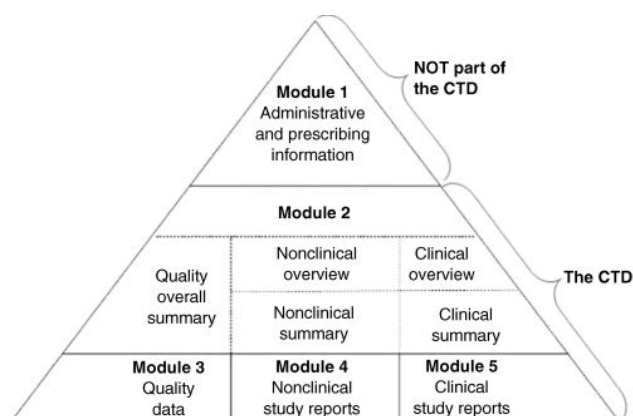 NOT part of
the CTD
Module 1
Administrative
and prescribing
information
Module 2
The CTD
Quality
overall
summary
Nonclinical
overview
Clinical
overview
Nonclinical
summary
Clinical
summary
Module 3
Quality
data
Module 4
Nonclinical
study reports
Module 5
Clinical
study reports